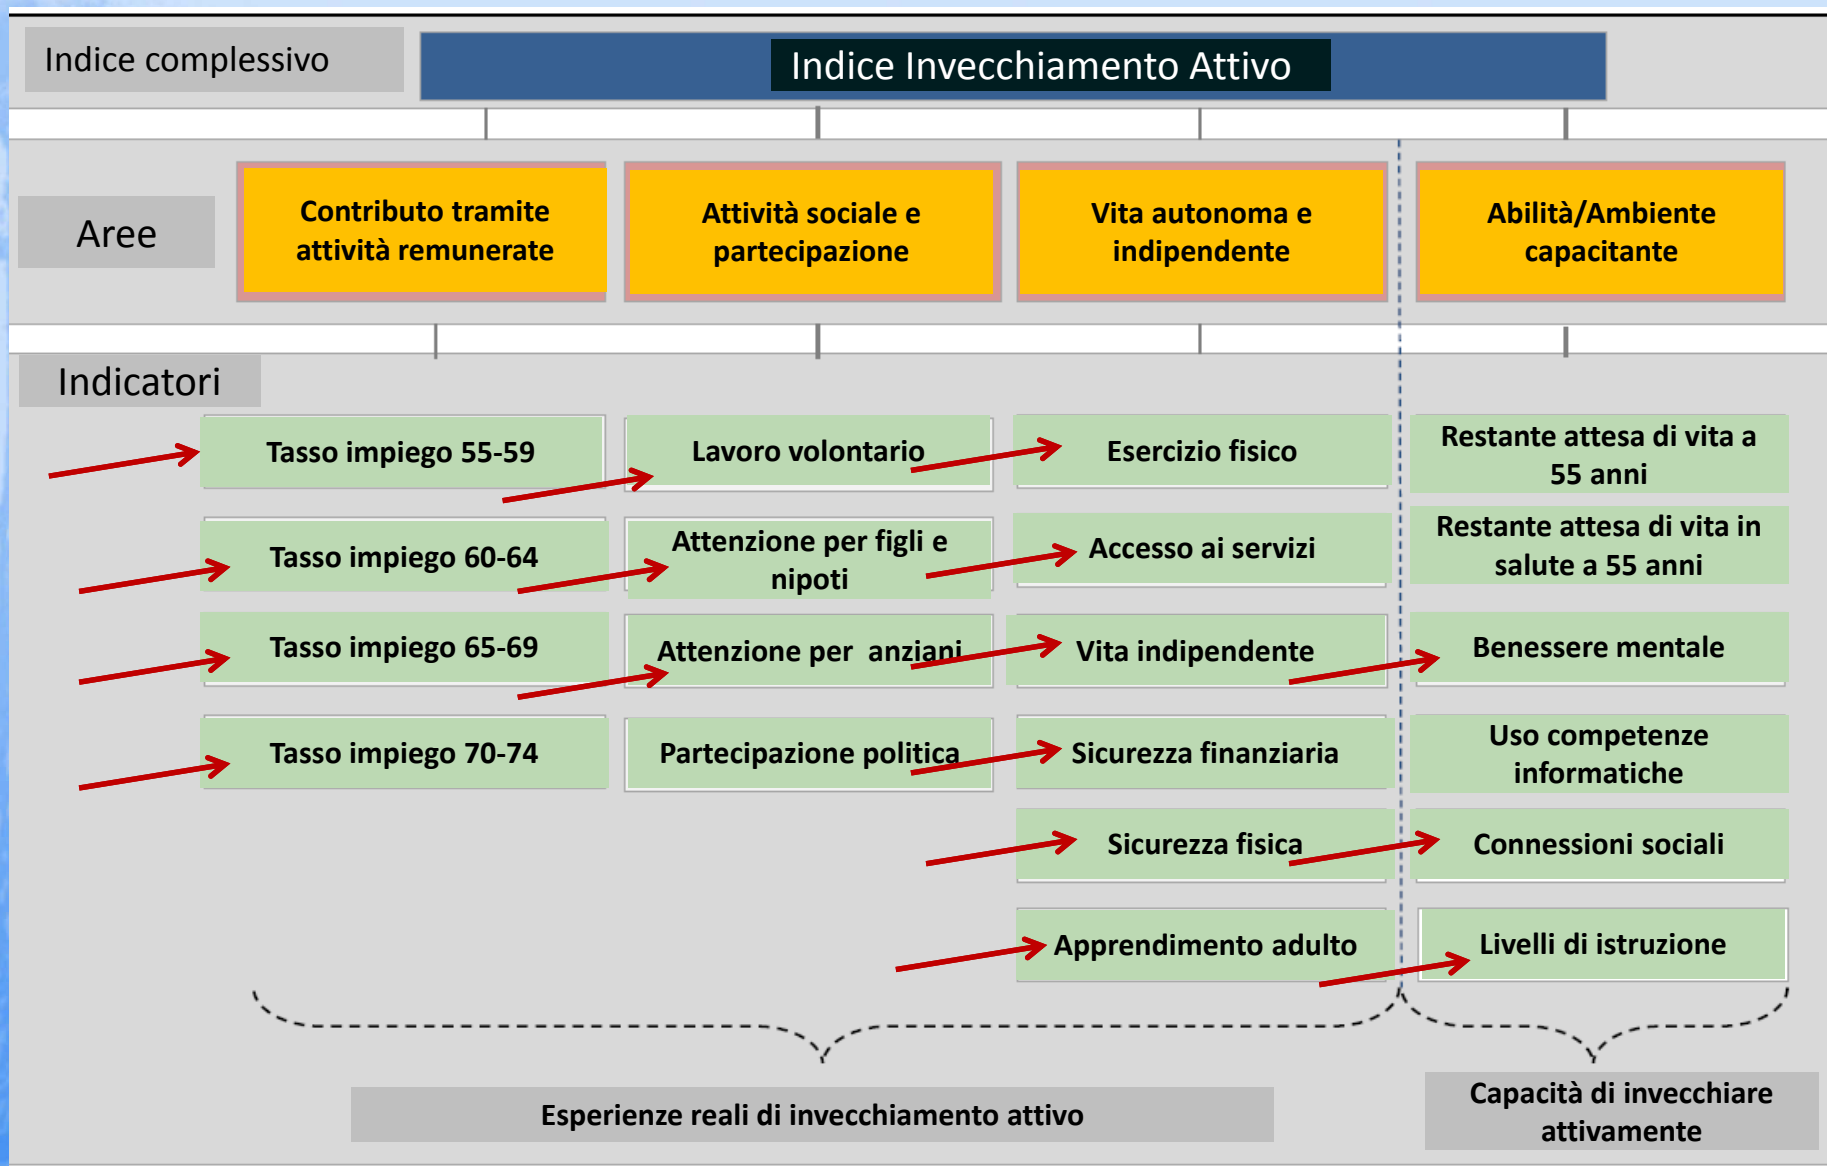 Indice complessivo
Indice Invecchiamento Attivo
Aree
Contributo tramite
attività remunerate
Attività sociale e
partecipazione
Vita autonoma e
indipendente
Abilità/Ambiente
capacitante
Indicatori
Tasso impiego 55-59
Tasso impiego 60-64
Tasso impiego 65-69
Tasso impiego 70-74
Lavoro volontario
Attenzione per figli e
nipoti
Attenzione per anziani
Partecipazione politica
Esercizio fisico
Accesso ai servizi
Vita indipendente
Sicurezza finanziaria
Sicurezza fisica
Apprendimento adulto
Restante attesa di vita a
55 anni
Restante attesa di vita in
salute a 55 anni
Benessere mentale
Uso competenze
informatiche
Connessioni sociali
Livelli di istruzione
Esperienze reali di invecchiamento attivo
Capacità di invecchiare
attivamente